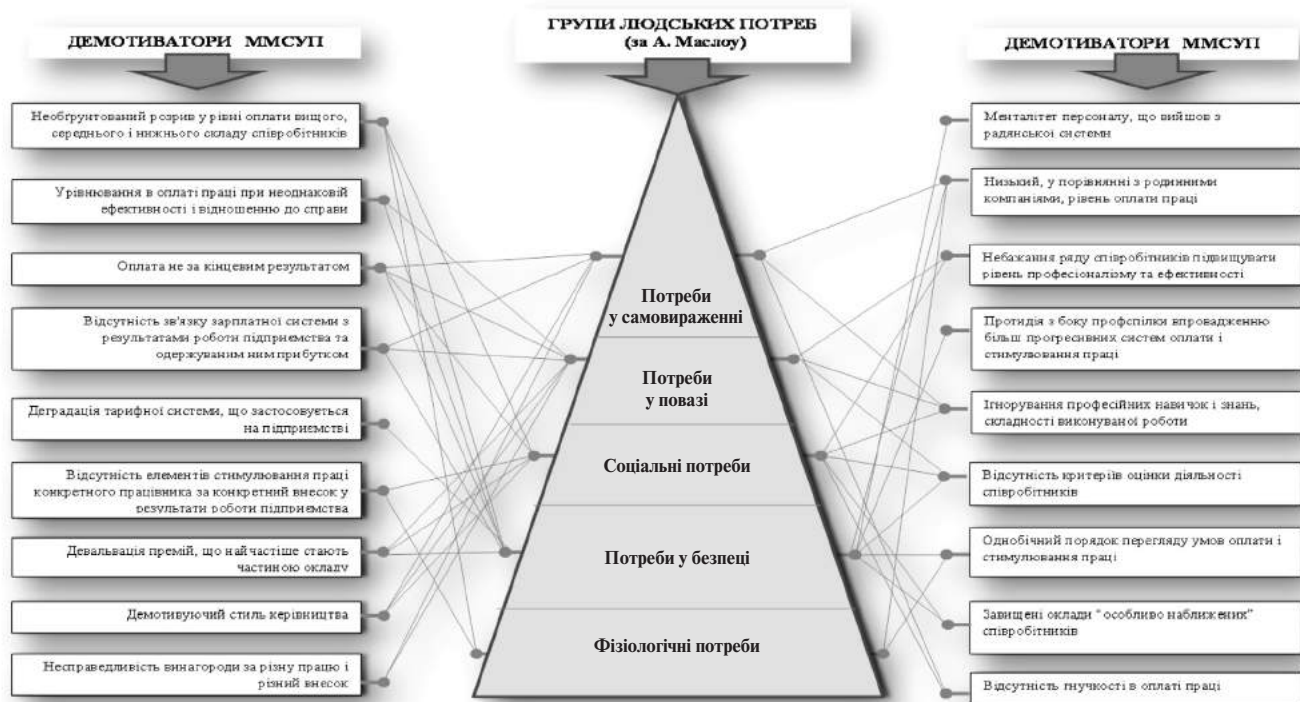 ГРУПИ ЛЮДСЬКИХ ПОТРЕБ
(за А. Маслоу)
ДЕМОТИВАТОРИ ММСУП
Необґрунтований розрив у рівні оплати вищого,
середнього і нижнього складу співробітників
Урівнювання в оплаті праці при неоднаковій
ефективності і відношенню до справи
Оплата не за кінцевим результатом
Відсутність зв'язку зарплатної системи з
результатами роботи підприємства та
одержуваним ним прибутком
Деградація тарифної системи, що застосовується
на підприємстві
Відсутність елементів стимулювання праці
конкретного працівника за конкретний внесок у
результати роботи підприємства
Девальвація премій, що найчастіше стають
частиною окладу
Демотивуючий стиль керівництва
Несправедливість винагороди за різну працю і
різний внесок
Потреби
у самовираженні
Потреби
у повазі
Соціальні потреби
Потреби у безпеці
Фізіологічні потреби
ДЕМОТИВАТОРИ ММСУП
Менталітет персоналу, що вийшов з
радянської системи
Низький, у порівнянні з родинними
компаніями, рівень оплати праці
Небажання ряду співробітників підвищувати
рівень професіоналізму та ефективності
Протидія з боку профспілки впровадженню
більш прогресивних систем оплати і
стимулювання праці
Ігнорування професійних навичок і знань,
складності виконуваної роботи
Відсутність критеріїв оцінки діяльності
співробітників
Однобічний порядок перегляду умов оплати і
стимулювання праці
Завищені оклади "особливо наближених"
співробітників
Відсутність гнучкості в оплаті праці